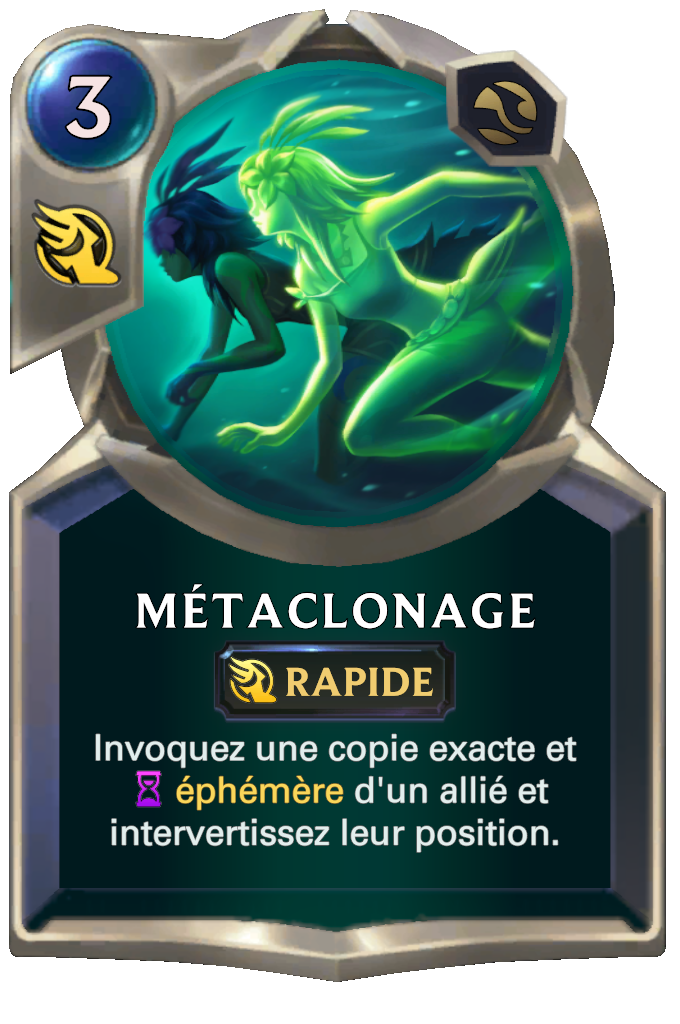 3
MÉTACLONAGE
RAPIDE
Invoquez une copie exacte et
éphémère d'un allié et
intervertissez leur position.